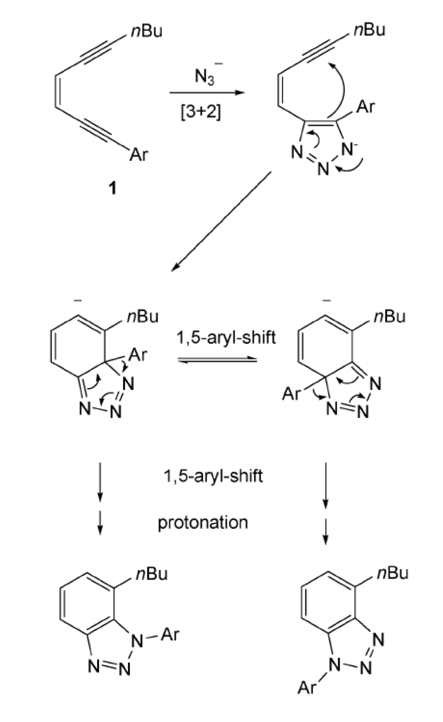 nBu
N₃⁻
[3+2]
Ar
1
nBu
Ar
N
N
N-
−
nBu
Ar
N
N
N
1,5-aryl-shift
−
nBu
Ar
N
N=N
1,5-aryl-shift
protonation
nBu
N–Ar
N=N
nBu
N
N–N
Ar